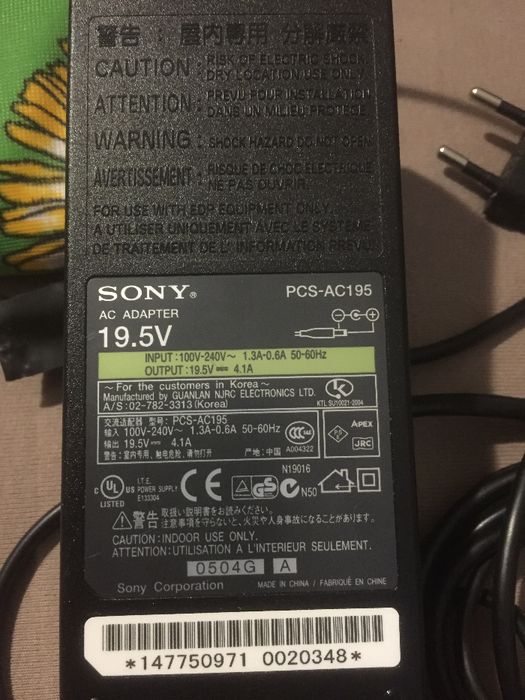 警告：屋内専用 分解厳禁
CAUTION : RISK OF ELECTRIC SHOCK
DRY LOCATION USE ONLY
ATTENTION : PREVU POUR INSTALLATION
DANS UN MILIEU PROTEGE
WARNING : SHOCK HAZARD DO NOT OPEN
AVERTISSEMENT : RISQUE DE CHOC ELECTRIQUE
NE PAS OUVRIR
FOR USE WITH EDP EQUIPMENT ONLY
A UTILISER UNIQUEMENT AVEC LE SYSTEME
DE TRAITEMENT DE L' INFORMATION PREVU
SONY®
PCS-AC195
AC ADAPTER
19.5V
INPUT :100V-240V～ 1.3A-0.6A 50-60Hz
OUTPUT :19.5V⎓ 4.1A
～ For the customers in Korea～
Manufactured by GUANLAN NJRC ELECTRONICS LTD.
A/S : 02-782-3313 (Korea)
KTL SU10021-2004
交流适配器 型号: PCS-AC195
输入 100V-240V～ 1.3A-0.6A 50-60Hz
输出 19.5V⎓ 4.1A
警告: 室内专用、触电危险、请勿打开 产地: 中国
CCC
A004322
PS
E
APEX
JRC
C UL US
LISTED
I.T.E.
POWER SUPPLY
E133304
CE
GS
N19016
N50
警告 取扱い説明書をお読みください。
注意事項を守らないと、火災や人身事故になることがあります。
CAUTION:INDOOR USE ONLY.
ATTENTION:UTILISATION A L'INTERIEUR SEULEMENT.
0504G A
Sony Corporation
MADE IN CHINA / FABRIQUÉ EN CHINE
*147750971 0020348*